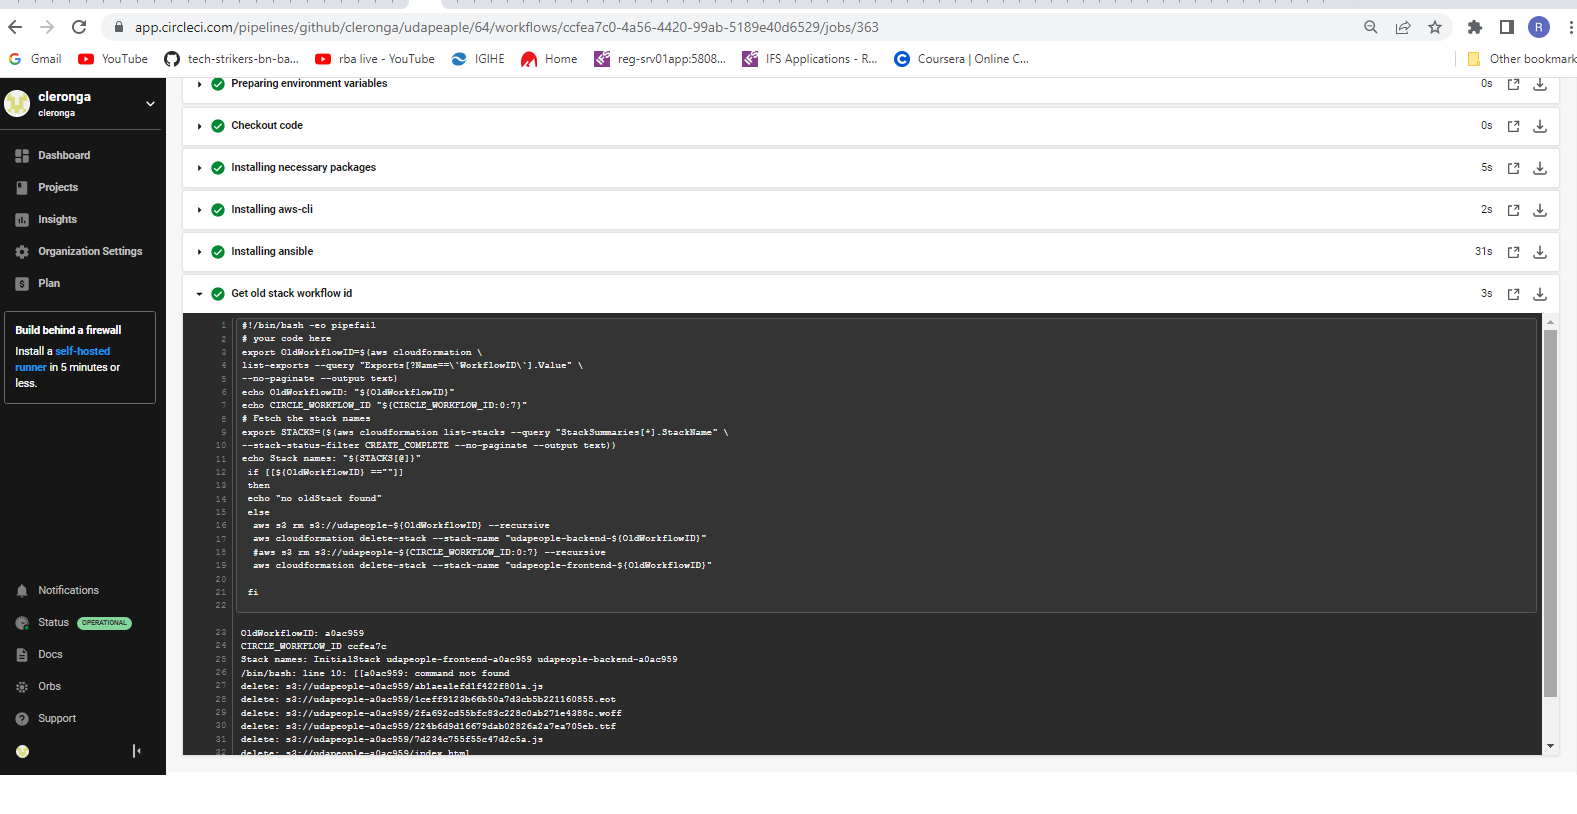 app.circleci.com/pipelines/github/cleronga/udapeaple/64/workflows/ccfea7c0-4a56-4420-99ab-5189e40d6529/jobs/363
R
Gmail YouTube tech-strikers-bn-ba... rba live - YouTube IGIHE Home reg-srv01app:5808... IFS Applications - R... Coursera | Online C... Other bookmark
cleronga
cleronga
Dashboard
Projects
Insights
Organization Settings
Plan
Build behind a firewall
Install a self-hosted
runner in 5 minutes or
less.
Notifications
Status OPERATIONAL
Docs
Orbs
Support
Preparing environment variables 0s
Checkout code 0s
Installing necessary packages 5s
Installing aws-cli 2s
Installing ansible 31s
Get old stack workflow id 3s
1 #!/bin/bash -eo pipefail
2 # your code here
3 export OldWorkflowID=$(aws cloudformation \
4 list-exports --query "Exports[?Name==\`WorkflowID\`].Value" \
5 --no-paginate --output text)
6 echo OldWorkflowID: "${OldWorkflowID}"
7 echo CIRCLE_WORKFLOW_ID "${CIRCLE_WORKFLOW_ID:0:7}"
8 # Fetch the stack names
9 export STACKS=($(aws cloudformation list-stacks --query "StackSummaries[*].StackName" \
10 --stack-status-filter CREATE_COMPLETE --no-paginate --output text))
11 echo Stack names: "${STACKS[@]}"
12 if [[${OldWorkflowID} ==""]]
13 then
14 echo "no oldStack found"
15 else
16 aws s3 rm s3://udapeople-${OldWorkflowID} --recursive
17 aws cloudformation delete-stack --stack-name "udapeople-backend-${OldWorkflowID}"
18 #aws s3 rm s3://udapeople-${CIRCLE_WORKFLOW_ID:0:7} --recursive
19 aws cloudformation delete-stack --stack-name "udapeople-frontend-${OldWorkflowID}"
20
21 fi
22
23 OldWorkflowID: a0ac959
24 CIRCLE_WORKFLOW_ID ccfea7c
25 Stack names: InitialStack udapeople-frontend-a0ac959 udapeople-backend-a0ac959
26 /bin/bash: line 10: [[a0ac959: command not found
27 delete: s3://udapeople-a0ac959/ab1aea1efd1f422f801a.js
28 delete: s3://udapeople-a0ac959/1ceff9123b66b50a7d3cb5b221160855.eot
29 delete: s3://udapeople-a0ac959/2fa692cd55bfc83c228c0ab271e4388c.woff
30 delete: s3://udapeople-a0ac959/224b6d9d16679dab02826a2a7ea705eb.ttf
31 delete: s3://udapeople-a0ac959/7d234c755f55c47d2c5a.js
32 delete: s3://udapeople-a0ac959/index.html